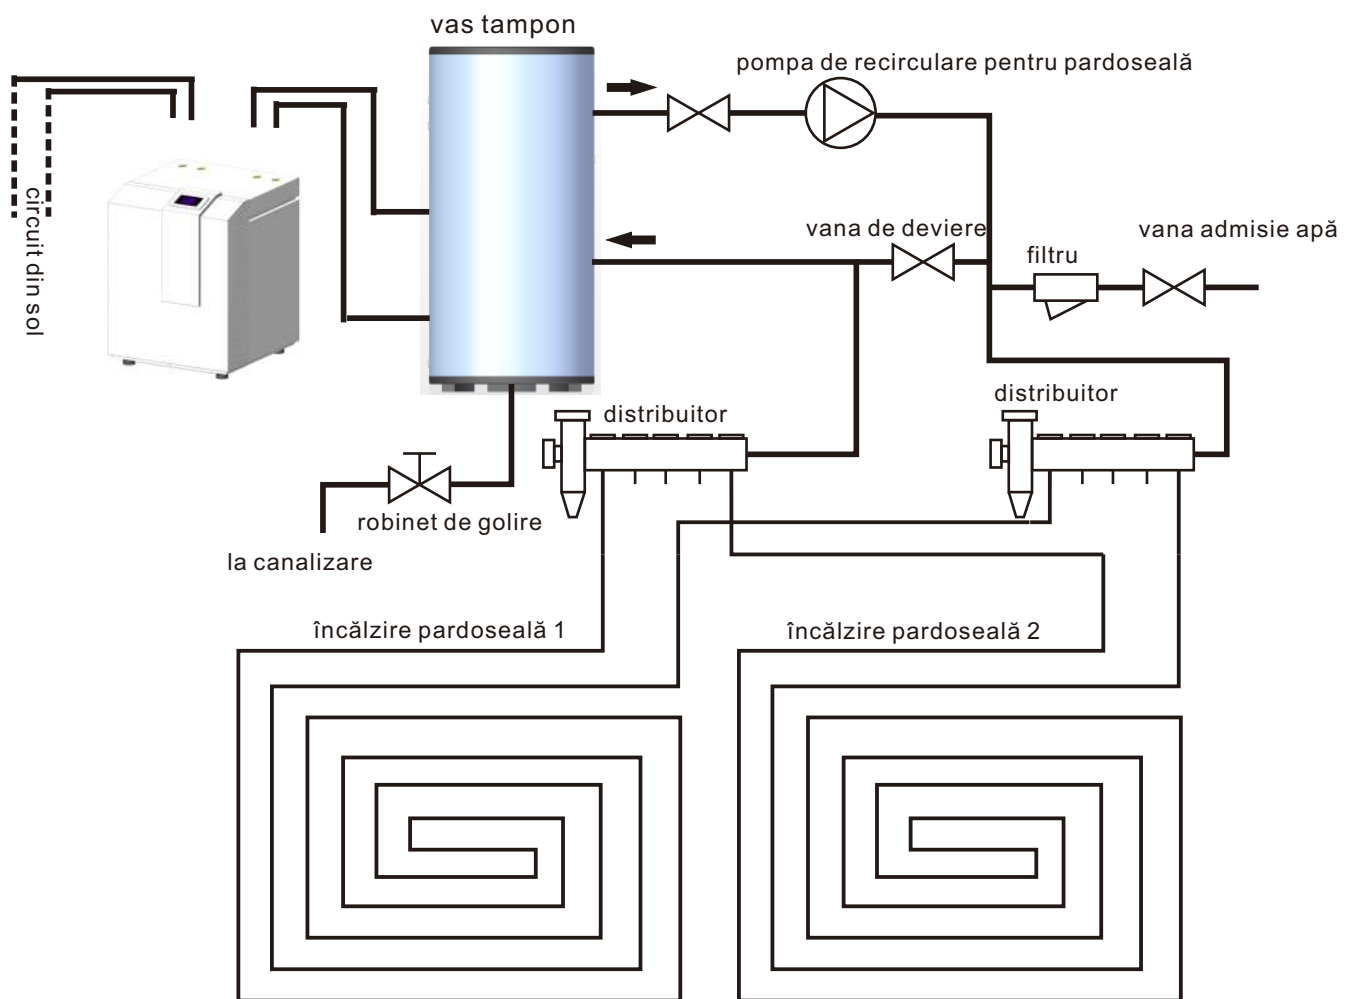 vas tampon
pompa de recirculare pentru pardoseală
circuit din sol
vana de deviere
vana admisie apă
filtru
distribuitor
distribuitor
robinet de golire
la canalizare
încălzire pardoseală 1
încălzire pardoseală 2